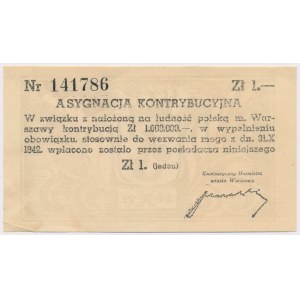 Nr 141786 Zł 1.—
ASYGNACJA KONTRYBUCYJNA
W związku z nałożoną na ludność polską m. War-
szawy kontrybucją Zł 1.000.000.—, w wypełnieniu
obowiązku, stosownie do wezwania mego z dn. 31.X
1942. wpłacone zostało przez posiadacza niniejszego
Zł 1. (jeden)
Komisaryczny Burmistrz
miasta Warszawy